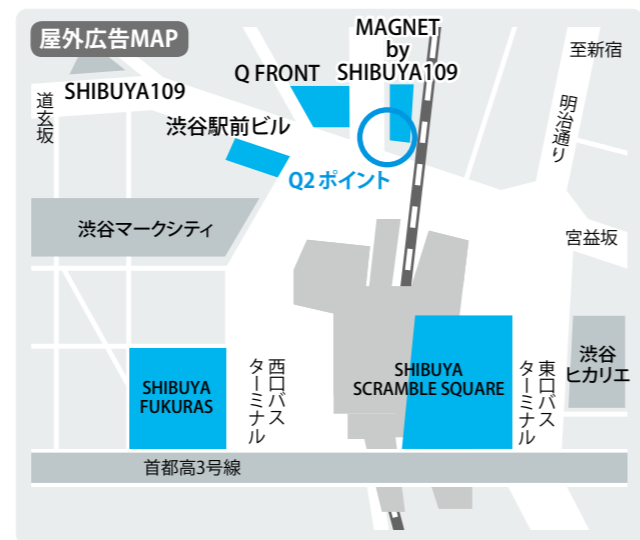 屋外広告MAP
MAGNET
by
SHIBUYA109
至新宿
Q FRONT
SHIBUYA109
道玄坂
明治通り
渋谷駅前ビル
Q2ポイント
渋谷マークシティ
宮益坂
SHIBUYA
FUKURAS
西口バス
ターミナル
SHIBUYA
SCRAMBLE SQUARE
東口バス
ターミナル
渋谷
ヒカリエ
首都高3号線